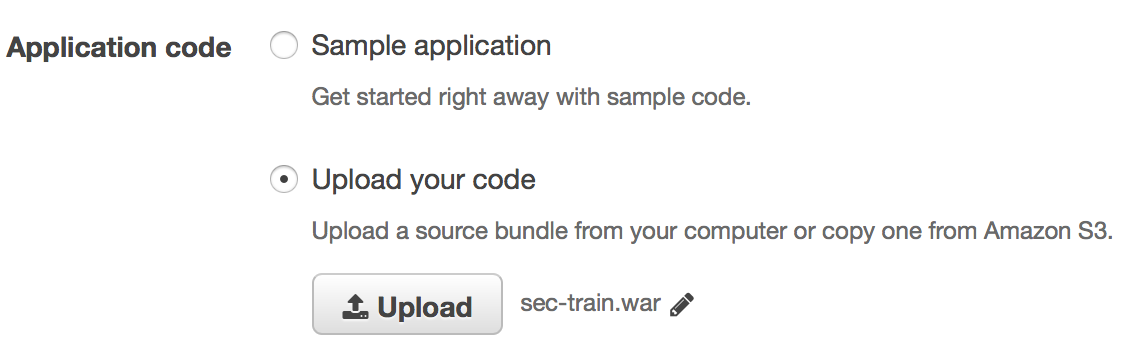 Application code
Sample application
Get started right away with sample code.
Upload your code
Upload a source bundle from your computer or copy one from Amazon S3.
Upload sec-train.war